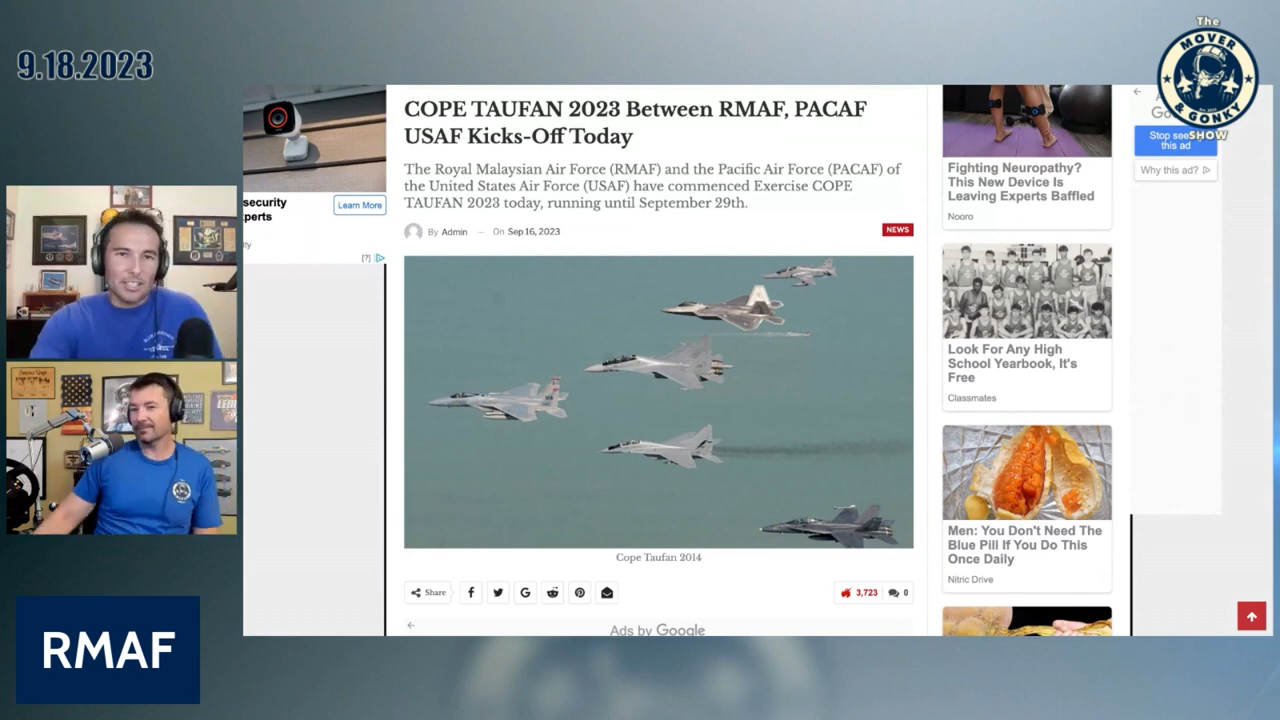 9.18.2023
The
MOVER
& GONKY
SHOW
COPE TAUFAN 2023 Between RMAF, PACAF
USAF Kicks-Off Today
The Royal Malaysian Air Force (RMAF) and the Pacific Air Force (PACAF) of
the United States Air Force (USAF) have commenced Exercise COPE
TAUFAN 2023 today, running until September 29th.
By Admin — On Sep 16, 2023
NEWS
Cope Taufan 2014
Share
3,723
0
Ads by Google
security
perts
Learn More
ity
[?]
Fighting Neuropathy?
This New Device Is
Leaving Experts Baffled
Nooro
Look For Any High
School Yearbook, It's
Free
Classmates
Men: You Don't Need The
Blue Pill If You Do This
Once Daily
Nitric Drive
Go
Stop see
this ad
Why this ad?
RMAF